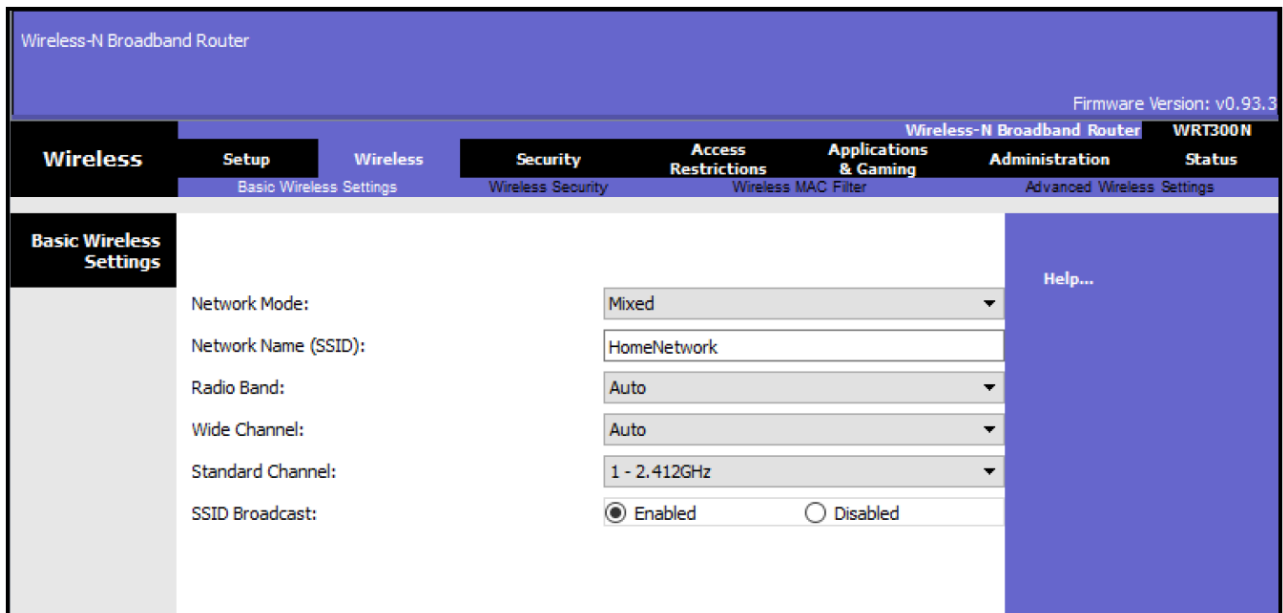 Wireless-N Broadband Router
Firmware Version: v0.93.3
Wireless-N Broadband Router WRT300N
Wireless
Setup Wireless Security Access Restrictions Applications & Gaming Administration Status
Basic Wireless Settings Wireless Security Wireless MAC Filter Advanced Wireless Settings
Basic Wireless
Settings
Help...
Network Mode: Mixed
Network Name (SSID): HomeNetwork
Radio Band: Auto
Wide Channel: Auto
Standard Channel: 1 - 2.412GHz
SSID Broadcast: Enabled Disabled